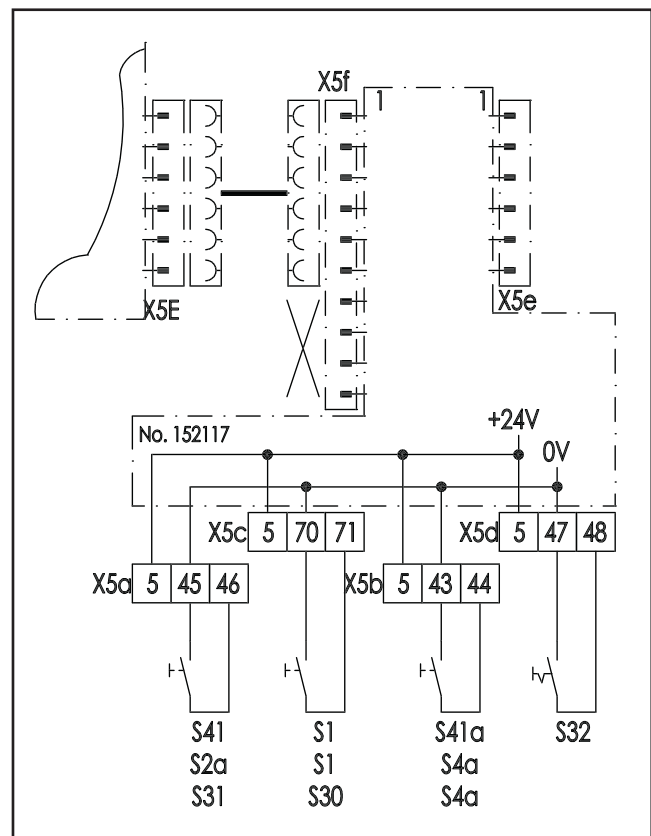 X5f
1 1
X5E X5e
No. 152117
+24V
0V
X5c 5 70 71
X5d 5 47 48
X5a 5 45 46
X5b 5 43 44
S41 S1 S41a S32
S2a S1 S4a
S31 S30 S4a